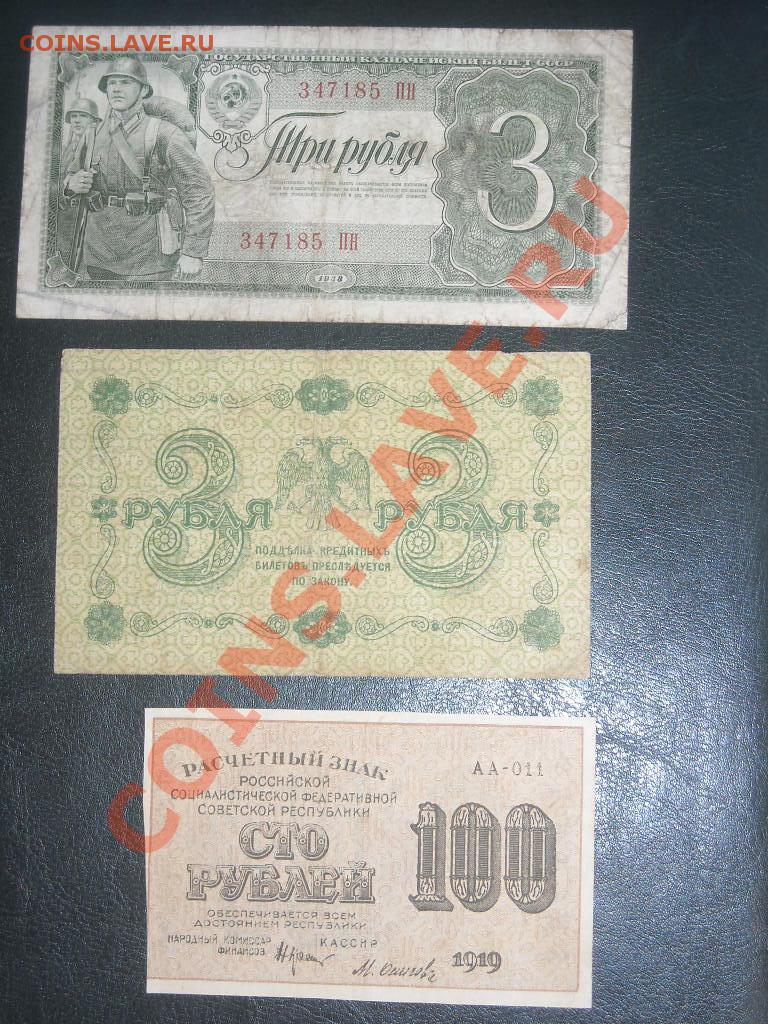 COINS.LAVE.RU
ГОСУДАРСТВЕННЫЙ КАЗНАЧЕЙСКИЙ БИЛЕТ СССР
347185 ПН
Три рубля
3
347185 ПН
1938
3 3
РУБЛЯ РУБЛЯ
ПОДДѢЛКА КРЕДИТНЫХЪ
БИЛЕТОВЪ ПРЕСЛѢДУЕТСЯ
ПО ЗАКОНУ.
COINS.LAVE.RU
РАСЧЕТНЫЙ ЗНАК
АА-011
РОССИЙСКОЙ
СОЦИАЛИСТИЧЕСКОЙ ФЕДЕРАТИВНОЙ
СОВЕТСКОЙ РЕСПУБЛИКИ
СТО
РУБЛЕЙ
100
ОБЕСПЕЧИВАЕТСЯ ВСЕМ
ДОСТОЯНИЕМ РЕСПУБЛИКИ
НАРОДНЫЙ КОМИССАР
ФИНАНСОВ
КАССИР
1919